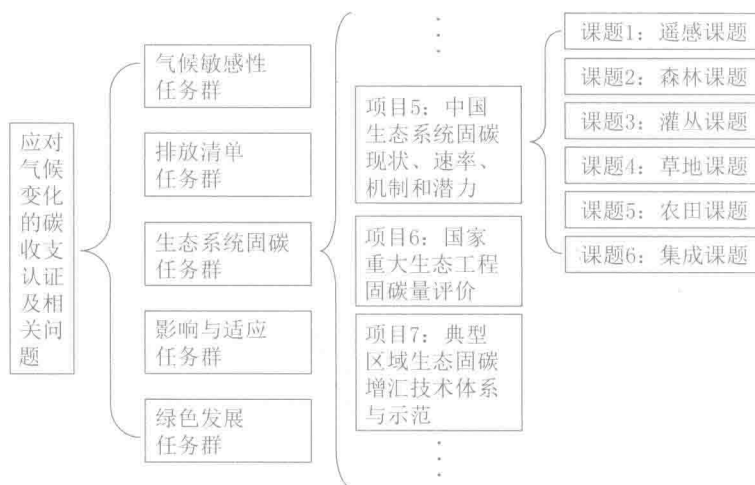 应对
气候
变化
的碳
收支
认证
及相
关问
题
气候敏感性
任务群
排放清单
任务群
生态系统固碳
任务群
影响与适应
任务群
绿色发展
任务群
项目5：中国
生态系统固碳
现状、速率、
机制和潜力
项目6：国家
重大生态工程
固碳量评价
项目7：典型
区域生态固碳
增汇技术体系
与示范
课题1：遥感课题
课题2：森林课题
课题3：灌丛课题
课题4：草地课题
课题5：农田课题
课题6：集成课题